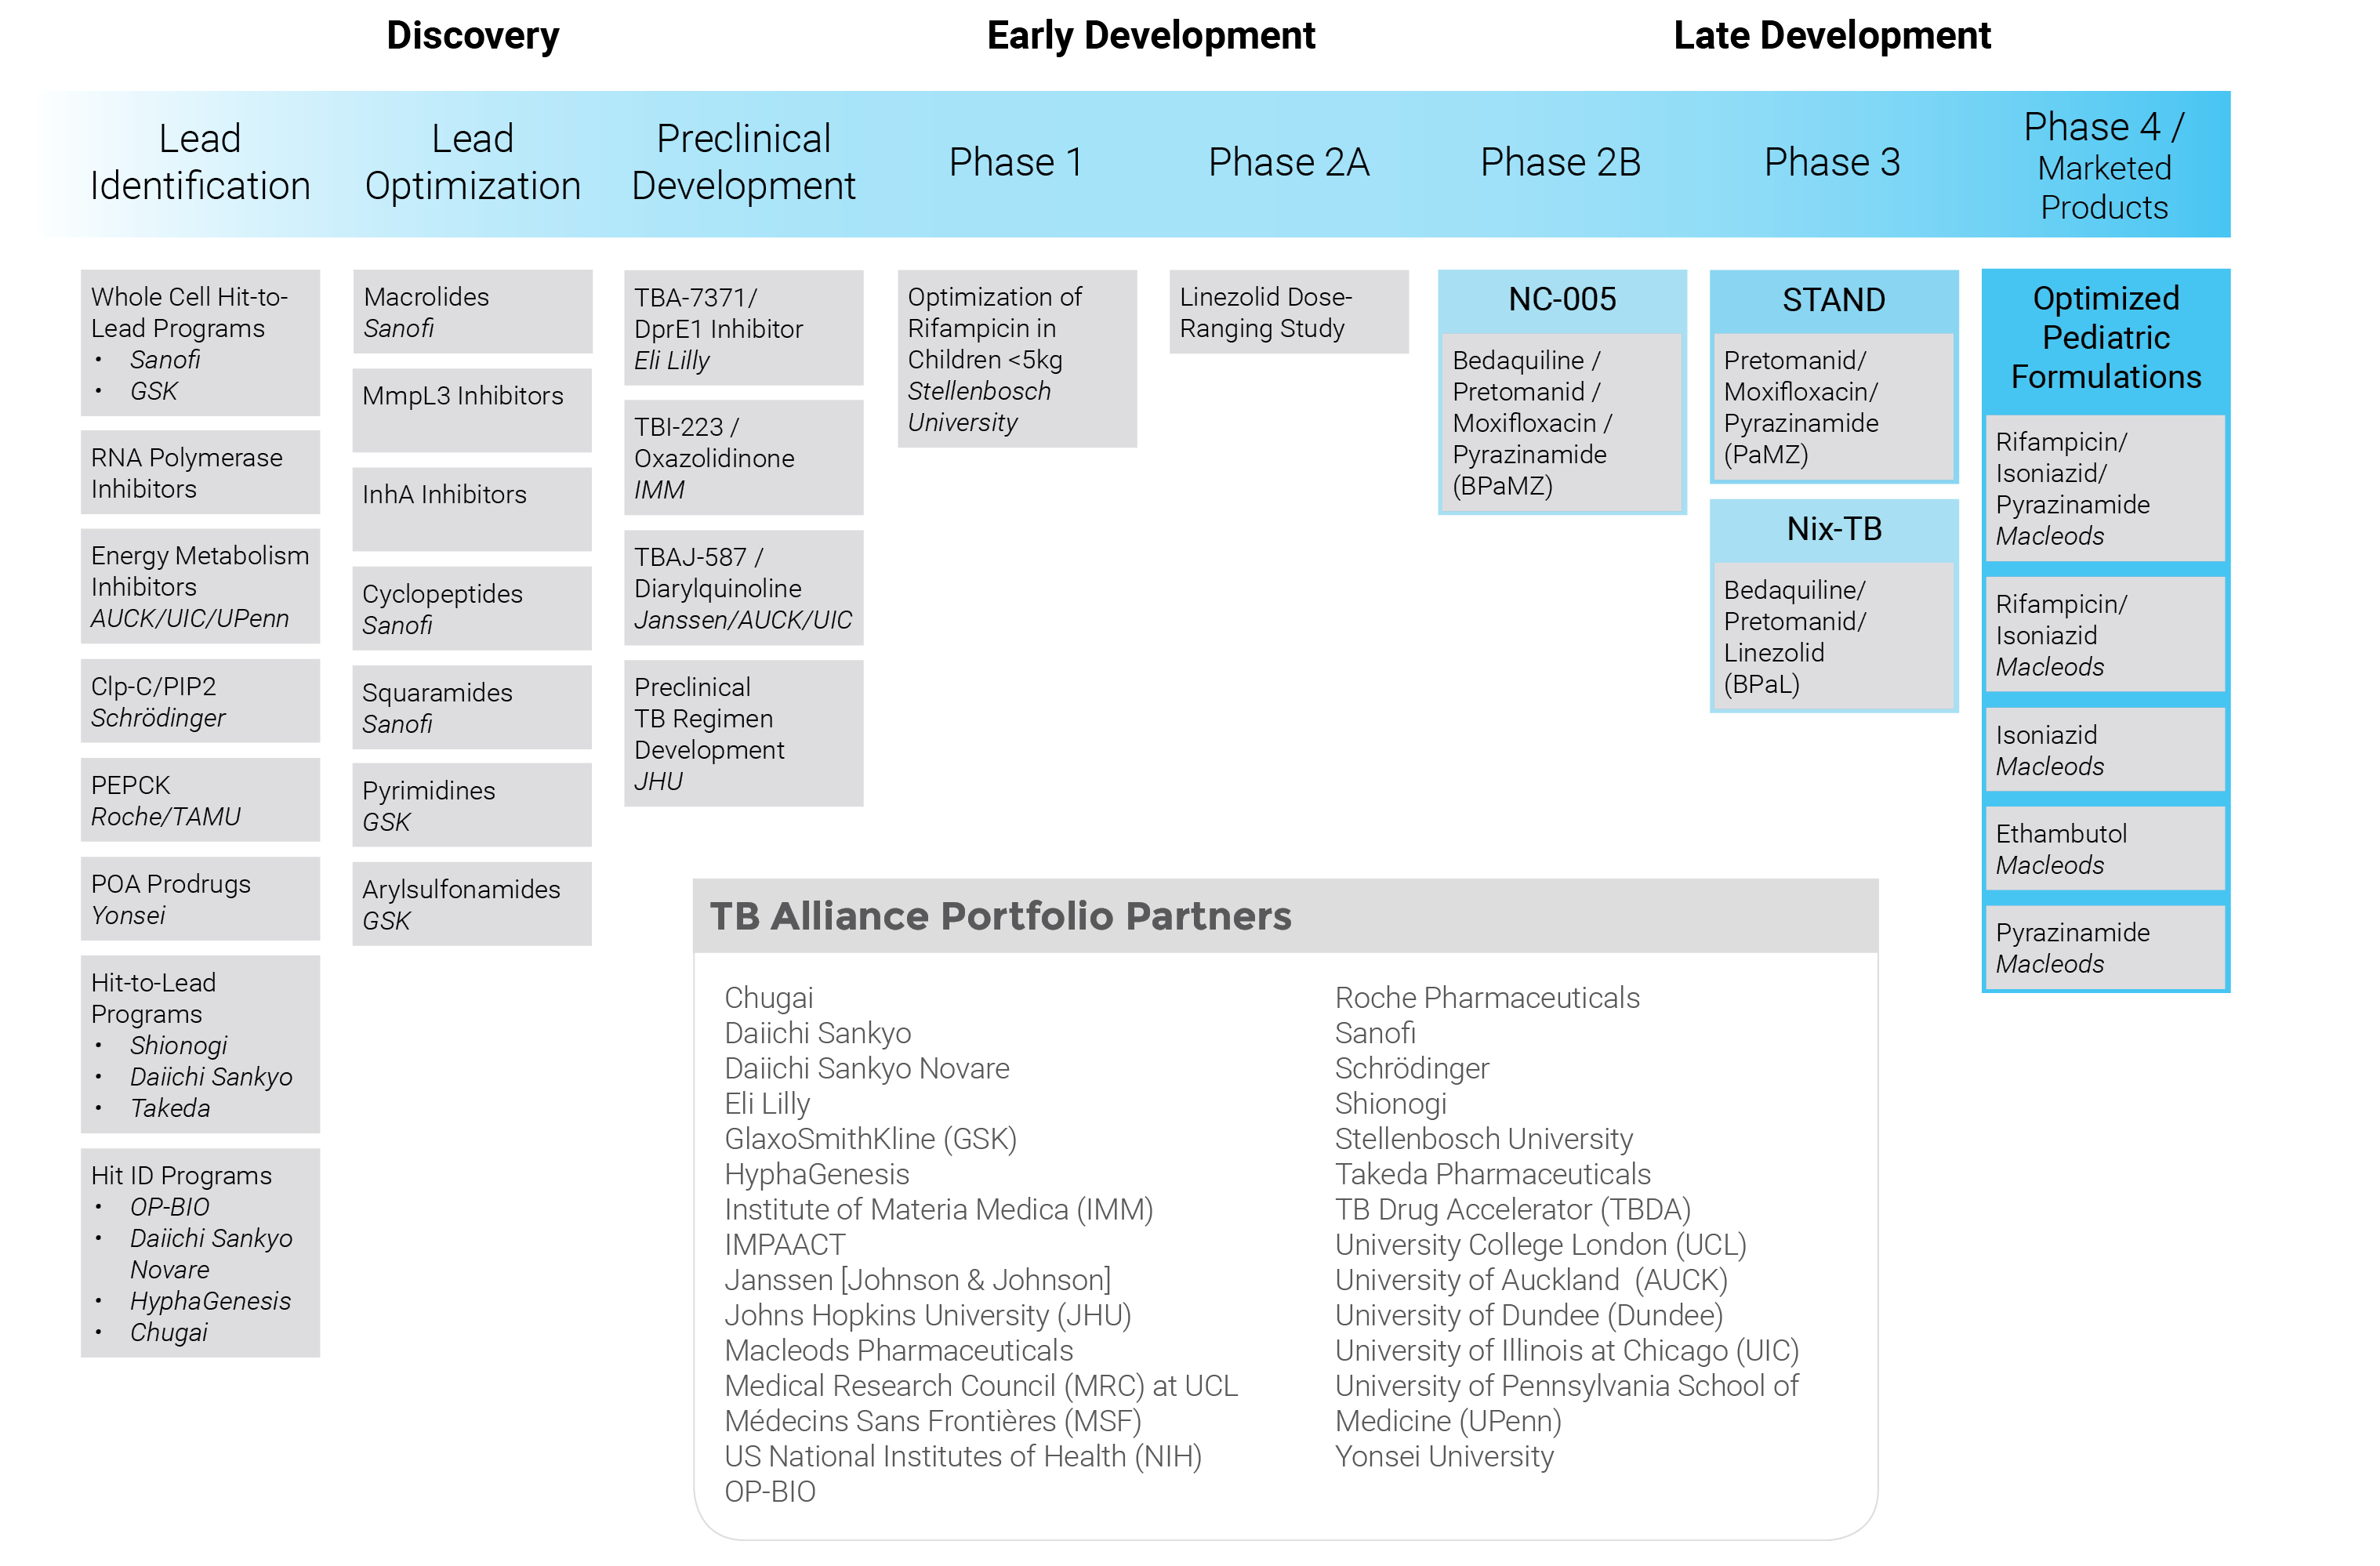 Discovery
Early Development
Late Development
Lead
Identification
Lead
Optimization
Preclinical
Development
Phase 1
Phase 2A
Phase 2B
Phase 3
Phase 4 /
Marketed
Products
Whole Cell Hit-to-
Lead Programs
• Sanofi
• GSK
RNA Polymerase
Inhibitors
Energy Metabolism
Inhibitors
AUCK/UIC/UPenn
Clp-C/PIP2
Schrödinger
PEPCK
Roche/TAMU
POA Prodrugs
Yonsei
Hit-to-Lead
Programs
• Shionogi
• Daiichi Sankyo
• Takeda
Hit ID Programs
• OP-BIO
• Daiichi Sankyo
Novare
• HyphaGenesis
• Chugai
Macrolides
Sanofi
MmpL3 Inhibitors
InhA Inhibitors
Cyclopeptides
Sanofi
Squaramides
Sanofi
Pyrimidines
GSK
Arylsulfonamides
GSK
TBA-7371/
DprE1 Inhibitor
Eli Lilly
TBI-223 /
Oxazolidinone
IMM
TBAJ-587 /
Diarylquinoline
Janssen/AUCK/UIC
Preclinical
TB Regimen
Development
JHU
Optimization of
Rifampicin in
Children <5kg
Stellenbosch
University
Linezolid Dose-
Ranging Study
NC-005
Bedaquiline /
Pretomanid /
Moxifloxacin /
Pyrazinamide
(BPaMZ)
STAND
Pretomanid/
Moxifloxacin/
Pyrazinamide
(PaMZ)
Nix-TB
Bedaquiline/
Pretomanid/
Linezolid
(BPaL)
Optimized
Pediatric
Formulations
Rifampicin/
Isoniazid/
Pyrazinamide
Macleods
Rifampicin/
Isoniazid
Macleods
Isoniazid
Macleods
Ethambutol
Macleods
Pyrazinamide
Macleods
TB Alliance Portfolio Partners
Chugai
Daiichi Sankyo
Daiichi Sankyo Novare
Eli Lilly
GlaxoSmithKline (GSK)
HyphaGenesis
Institute of Materia Medica (IMM)
IMPAACT
Janssen [Johnson & Johnson]
Johns Hopkins University (JHU)
Macleods Pharmaceuticals
Medical Research Council (MRC) at UCL
Médecins Sans Frontières (MSF)
US National Institutes of Health (NIH)
OP-BIO
Roche Pharmaceuticals
Sanofi
Schrödinger
Shionogi
Stellenbosch University
Takeda Pharmaceuticals
TB Drug Accelerator (TBDA)
University College London (UCL)
University of Auckland (AUCK)
University of Dundee (Dundee)
University of Illinois at Chicago (UIC)
University of Pennsylvania School of
Medicine (UPenn)
Yonsei University